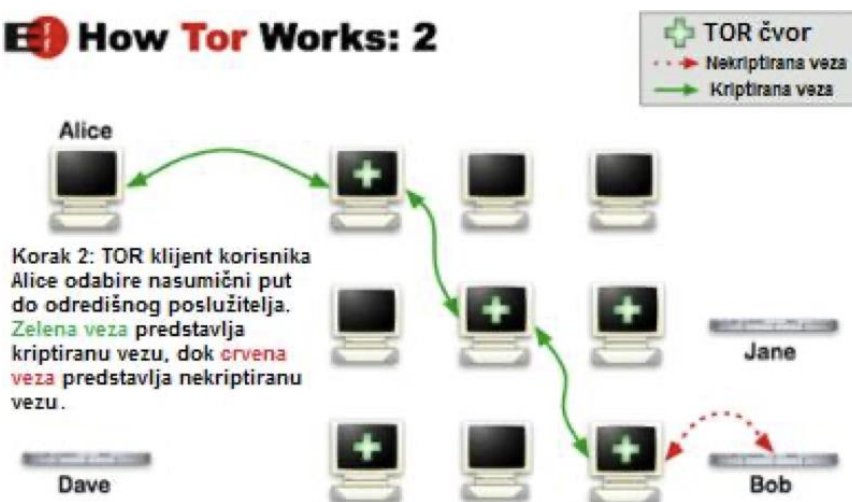 EFF How Tor Works: 2
TOR čvor
Nekriptirana veza
Kriptirana veza
Alice
Korak 2: TOR klijent korisnika
Alice odabire nasumični put
do odredišnog poslužitelja.
Zelena veza predstavlja
kriptiranu vezu, dok crvena
veza predstavlja nekriptiranu
vezu.
Jane
Dave
Bob